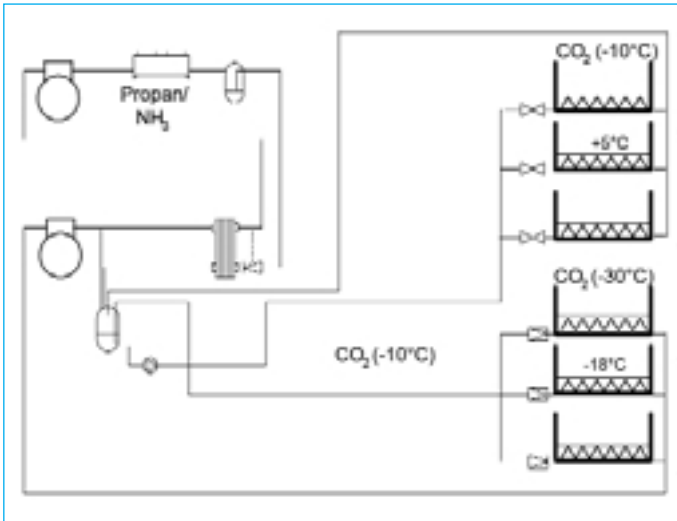 Propan/
NH₃
CO₂ (-10°C)
+5°C
CO₂ (-30°C)
-18°C
CO₂ (-10°C)